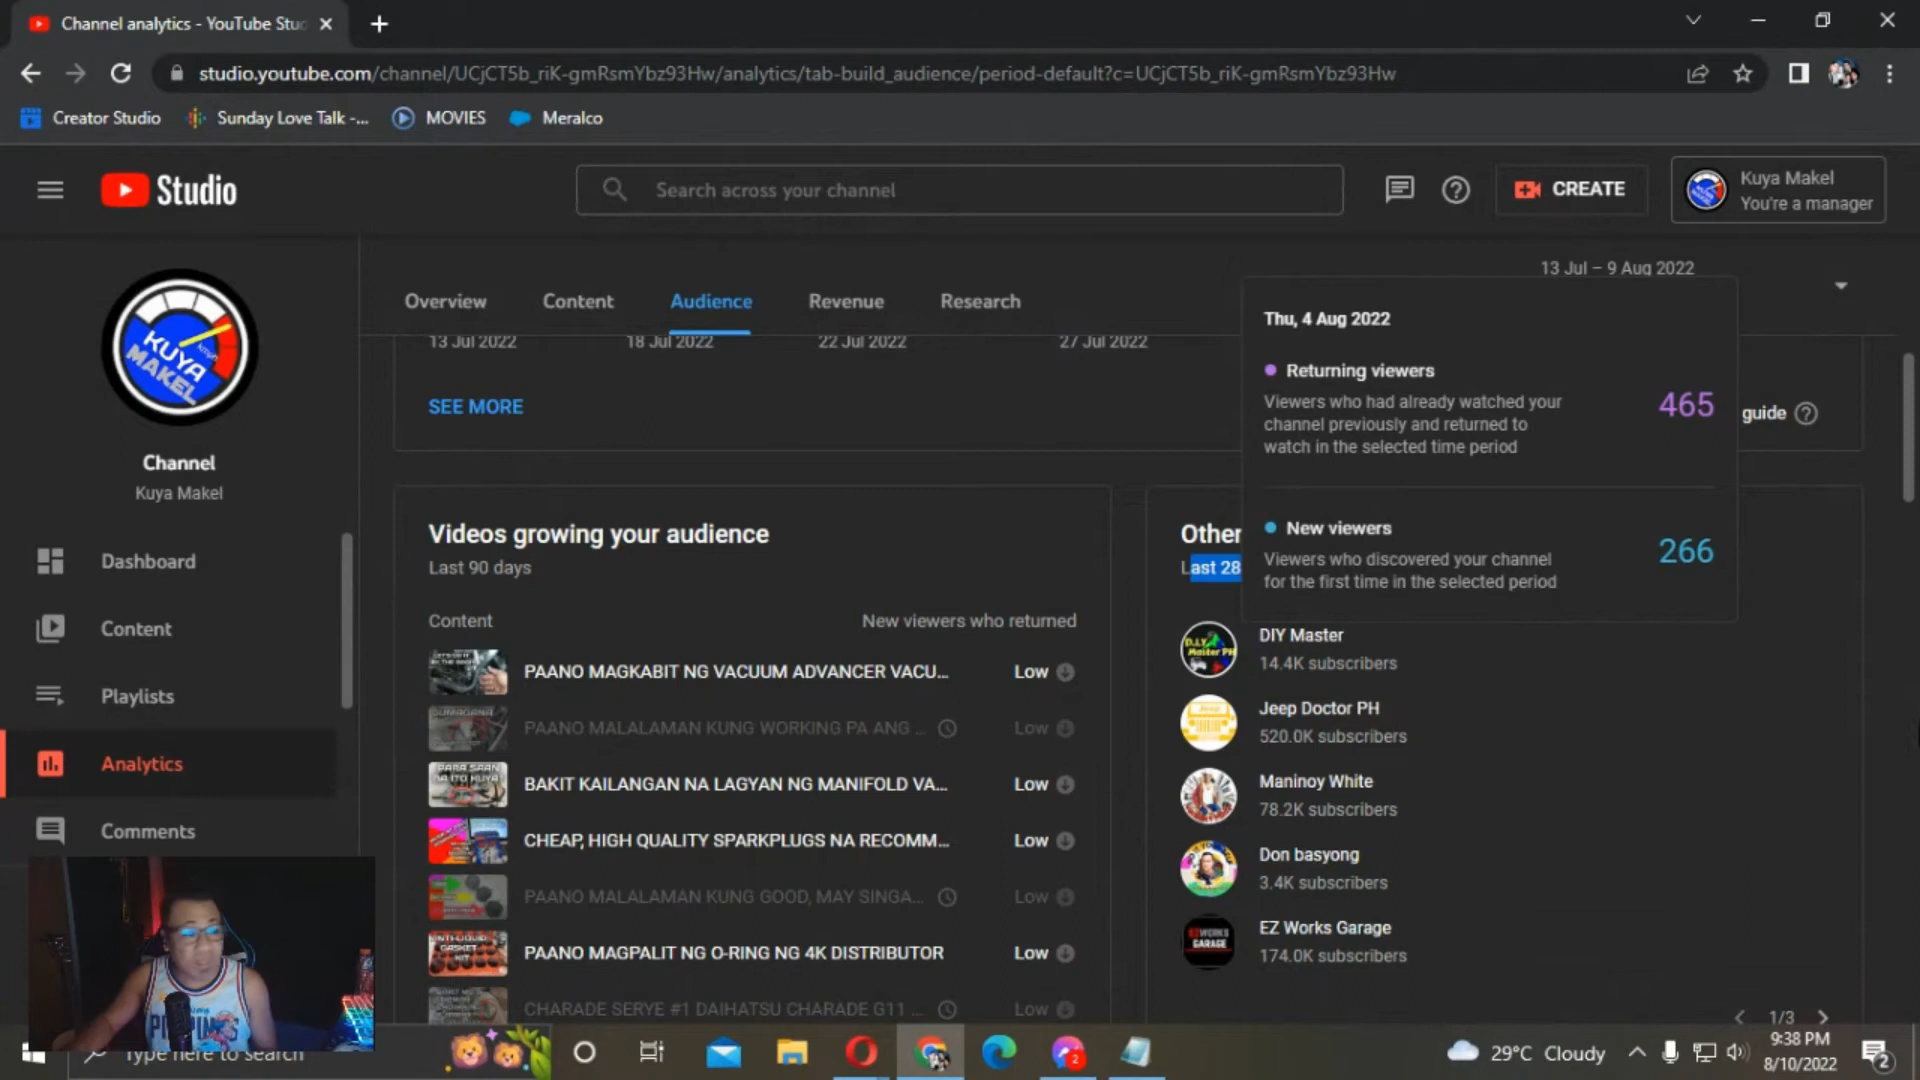 Channel analytics - YouTube Stuc
studio.youtube.com/channel/UCjCT5b_riK-gmRsmYbz93Hw/analytics/tab-build_audience/period-default?c=UCjCT5b_riK-gmRsmYbz93Hw
Creator Studio
Sunday Love Talk -...
MOVIES
Meralco
Studio
Search across your channel
CREATE
Kuya Makel
You're a manager
13 Jul – 9 Aug 2022
Overview
Content
Audience
Revenue
Research
KUYA
MAKEL
Channel
Kuya Makel
Dashboard
Content
Playlists
Analytics
Comments
13 Jul 2022
18 Jul 2022
22 Jul 2022
27 Jul 2022
SEE MORE
guide
Thu, 4 Aug 2022
Returning viewers
Viewers who had already watched your
channel previously and returned to
watch in the selected time period
465
New viewers
Viewers who discovered your channel
for the first time in the selected period
266
Videos growing your audience
Last 90 days
Content
New viewers who returned
PAANO MAGKABIT NG VACUUM ADVANCER VACU...
Low
PAANO MALALAMAN KUNG WORKING PA ANG ...
Low
BAKIT KAILANGAN NA LAGYAN NG MANIFOLD VA...
Low
CHEAP, HIGH QUALITY SPARKPLUGS NA RECOMM...
Low
PAANO MALALAMAN KUNG GOOD, MAY SINGA...
Low
PAANO MAGPALIT NG O-RING NG 4K DISTRIBUTOR
Low
CHARADE SERYE #1 DAIHATSU CHARADE G11 ...
Low
Other
Last 28
DIY Master
14.4K subscribers
Jeep Doctor PH
520.0K subscribers
Maninoy White
78.2K subscribers
Don basyong
3.4K subscribers
EZ Works Garage
174.0K subscribers
1/3
Type here to search
2
29°C Cloudy
9:38 PM
8/10/2022
2